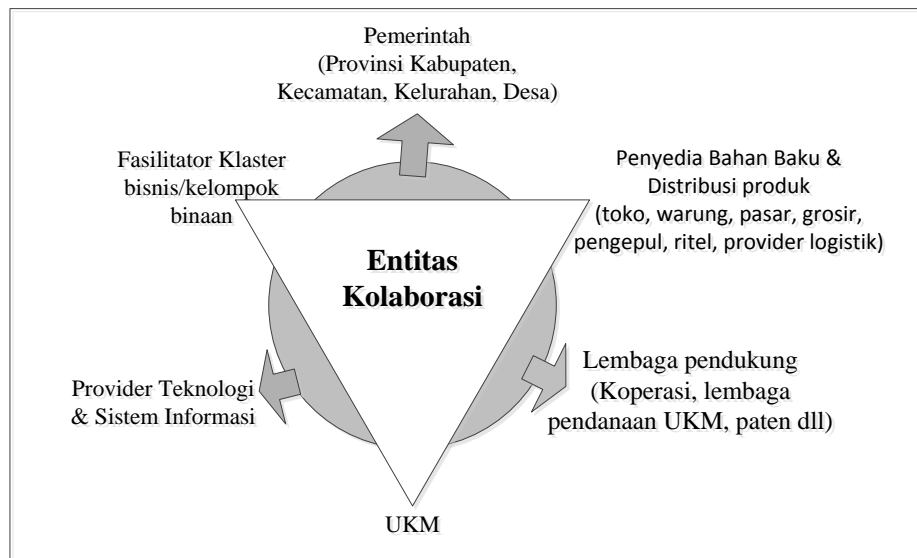 Pemerintah
(Provinsi Kabupaten,
Kecamatan, Kelurahan, Desa)
Fasilitator Klaster
bisnis/kelompok
binaan
Penyedia Bahan Baku &
Distribusi produk
(toko, warung, pasar, grosir,
pengepul, ritel, provider logistik)
Entitas
Kolaborasi
Provider Teknologi
& Sistem Informasi
Lembaga pendukung
(Koperasi, lembaga
pendanaan UKM, paten dll)
UKM